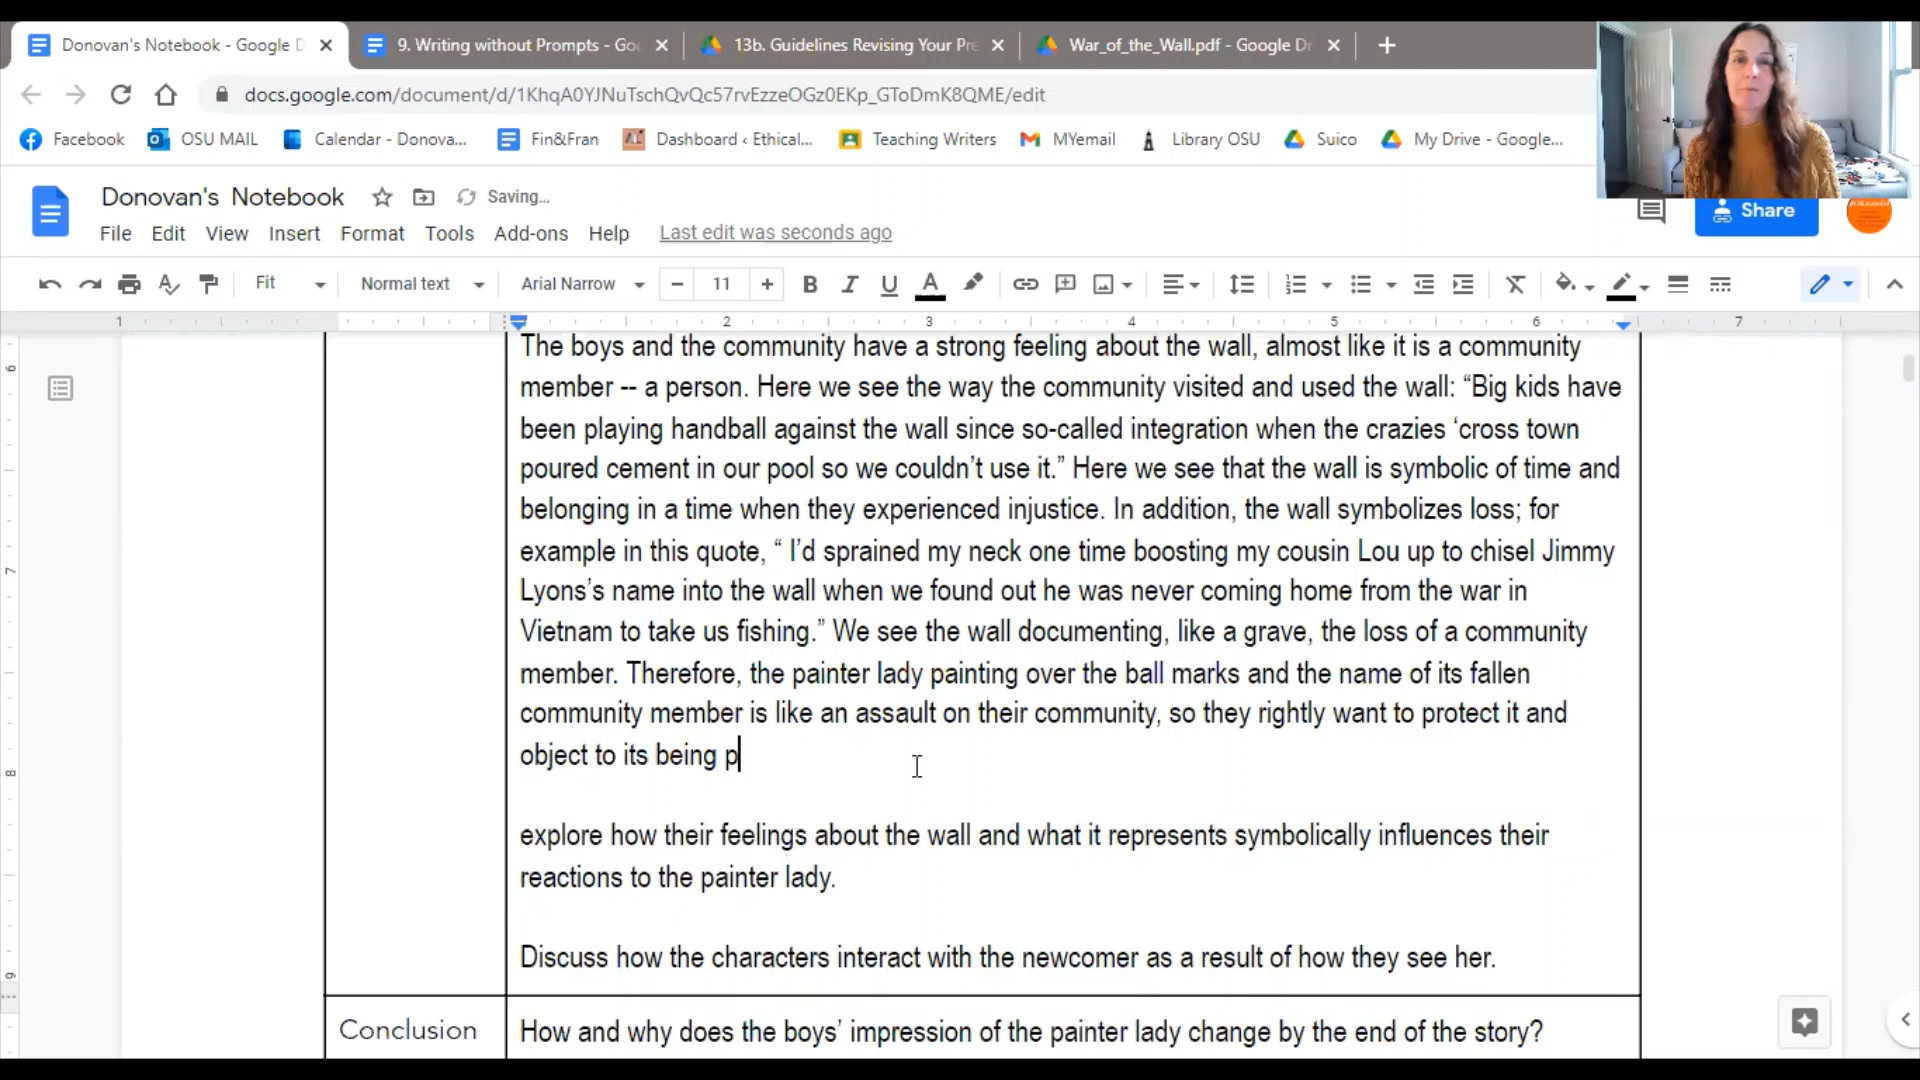 Donovan's Notebook - Google D
9. Writing without Prompts - Goo
13b. Guidelines Revising Your Pre
War_of_the_Wall.pdf - Google Dr
docs.google.com/document/d/1KhqA0YJNuTschQvQc57rvEzzeOGz0EKp_GToDmK8QME/edit
Facebook OSU MAIL Calendar - Donova... Fin&Fran Dashboard ‹ Ethical... Teaching Writers MYemail Library OSU Suico My Drive - Google...
Donovan's Notebook Saving...
File Edit View Insert Format Tools Add-ons Help Last edit was seconds ago
Share
Fit Normal text Arial Narrow 11 B I U A
1 1 2 3 4 5 6 7
The boys and the community have a strong feeling about the wall, almost like it is a community
member -- a person. Here we see the way the community visited and used the wall: “Big kids have
been playing handball against the wall since so-called integration when the crazies ‘cross town
poured cement in our pool so we couldn’t use it.” Here we see that the wall is symbolic of time and
belonging in a time when they experienced injustice. In addition, the wall symbolizes loss; for
example in this quote, “ I’d sprained my neck one time boosting my cousin Lou up to chisel Jimmy
Lyons’s name into the wall when we found out he was never coming home from the war in
Vietnam to take us fishing.” We see the wall documenting, like a grave, the loss of a community
member. Therefore, the painter lady painting over the ball marks and the name of its fallen
community member is like an assault on their community, so they rightly want to protect it and
object to its being p
explore how their feelings about the wall and what it represents symbolically influences their
reactions to the painter lady.
Discuss how the characters interact with the newcomer as a result of how they see her.
Conclusion
How and why does the boys’ impression of the painter lady change by the end of the story?
6
7
8
9